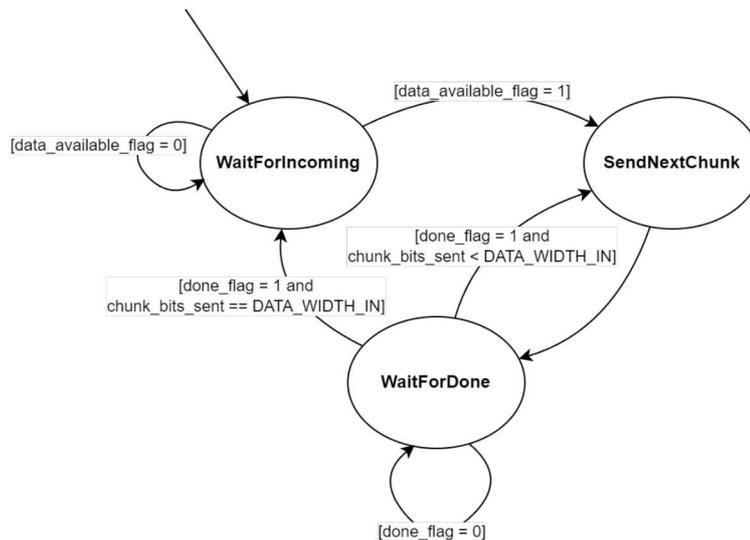 [data_available_flag = 1]
[data_available_flag = 0]
WaitForIncoming
SendNextChunk
[done_flag = 1 and
chunk_bits_sent < DATA_WIDTH_IN]
[done_flag = 1 and
chunk_bits_sent == DATA_WIDTH_IN]
WaitForDone
[done_flag = 0]